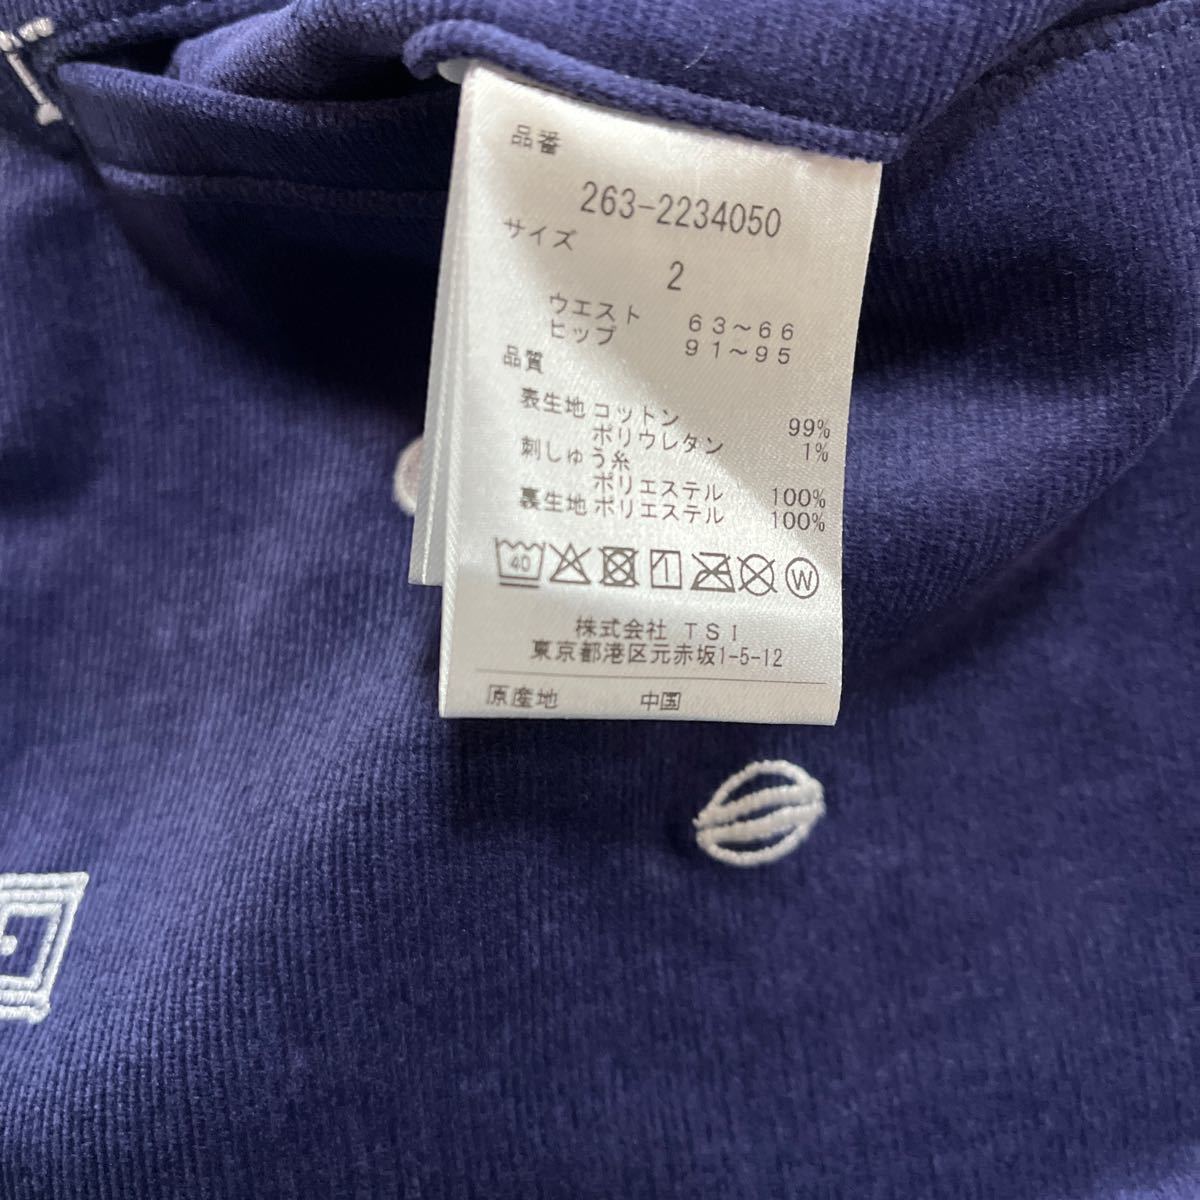 品番
263-2234050
サイズ
2
ウエスト 63～66
ヒップ 91～95
品質
表生地 コットン 99%
ポリウレタン 1%
刺しゅう糸
ポリエステル 100%
裏生地 ポリエステル 100%
40
W
株式会社 TSI
東京都港区元赤坂1-5-12
原産地 中国